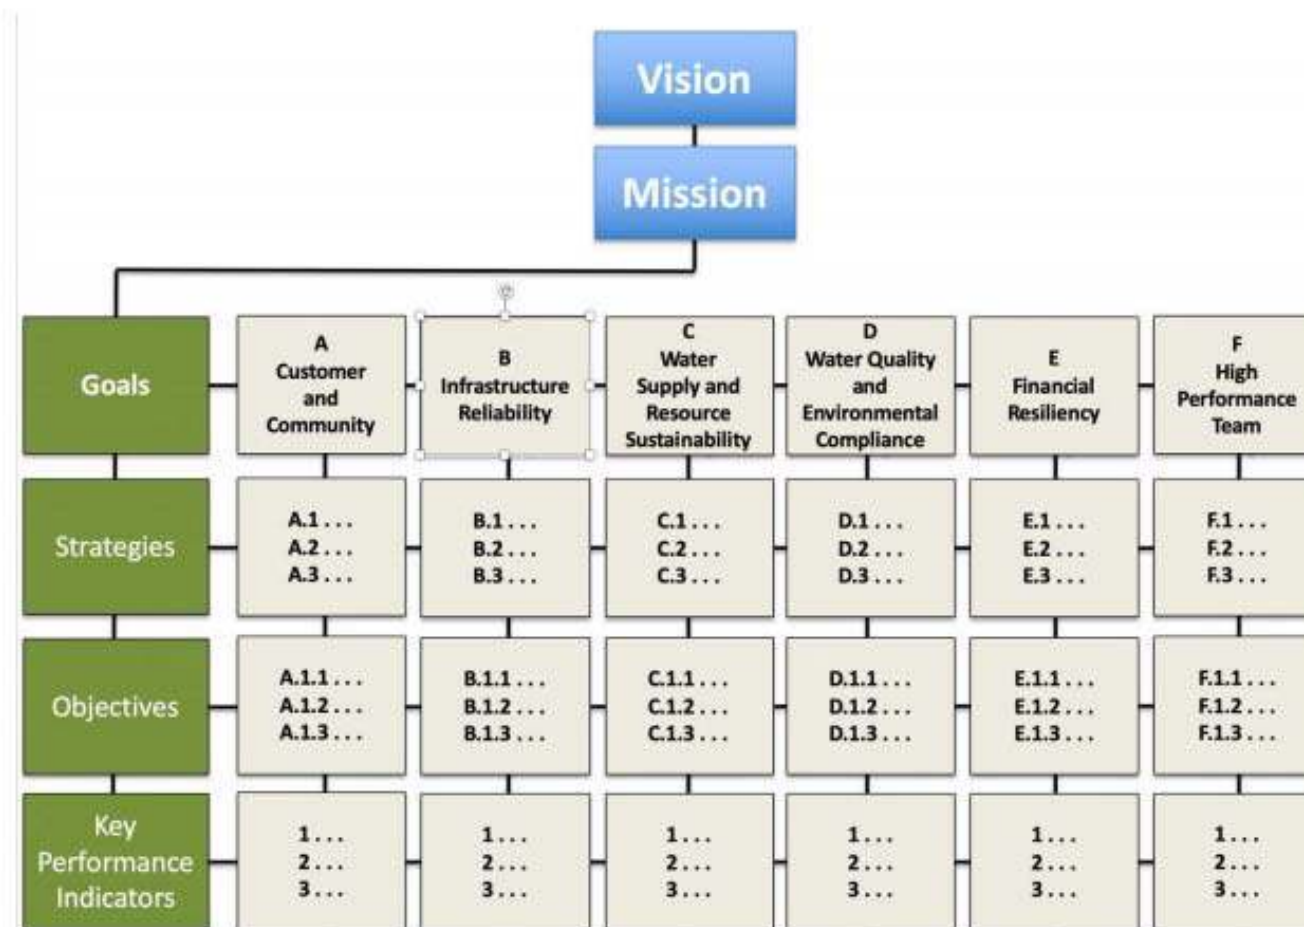 Vision
Mission
Goals
A
Customer
and
Community
B
Infrastructure
Reliability
C
Water
Supply and
Resource
Sustainability
D
Water Quality
and
Environmental
Compliance
E
Financial
Resiliency
F
High
Performance
Team
Strategies
A.1 . . .
A.2 . . .
A.3 . . .
B.1 . . .
B.2 . . .
B.3 . . .
C.1 . . .
C.2 . . .
C.3 . . .
D.1 . . .
D.2 . . .
D.3 . . .
E.1 . . .
E.2 . . .
E.3 . . .
F.1 . . .
F.2 . . .
F.3 . . .
Objectives
A.1.1 . . .
A.1.2 . . .
A.1.3 . . .
B.1.1 . . .
B.1.2 . . .
B.1.3 . . .
C.1.1 . . .
C.1.2 . . .
C.1.3 . . .
D.1.1 . . .
D.1.2 . . .
D.1.3 . . .
E.1.1 . . .
E.1.2 . . .
E.1.3 . . .
F.1.1 . . .
F.1.2 . . .
F.1.3 . . .
Key
Performance
Indicators
1 . . .
2 . . .
3 . . .
1 . . .
2 . . .
3 . . .
1 . . .
2 . . .
3 . . .
1 . . .
2 . . .
3 . . .
1 . . .
2 . . .
3 . . .
1 . . .
2 . . .
3 . . .